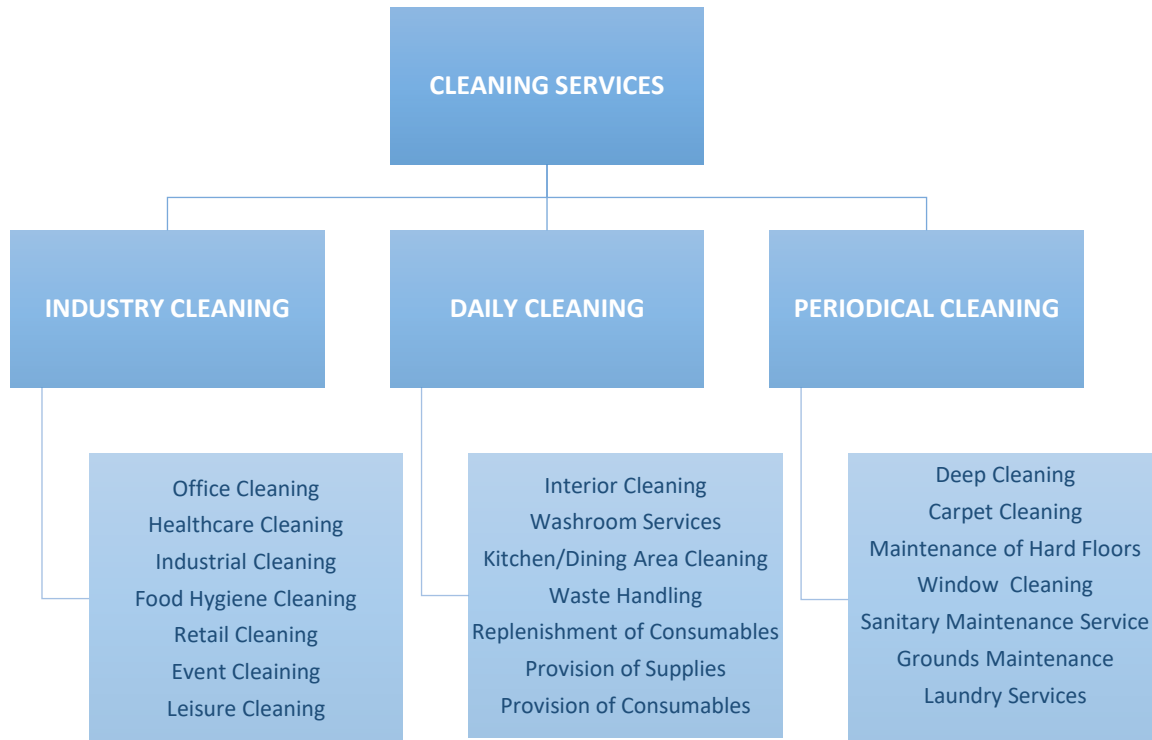 CLEANING SERVICES
INDUSTRY CLEANING
DAILY CLEANING
PERIODICAL CLEANING
Office Cleaning
Healthcare Cleaning
Industrial Cleaning
Food Hygiene Cleaning
Retail Cleaning
Event Cleaining
Leisure Cleaning
Interior Cleaning
Washroom Services
Kitchen/Dining Area Cleaning
Waste Handling
Replenishment of Consumables
Provision of Supplies
Provision of Consumables
Deep Cleaning
Carpet Cleaning
Maintenance of Hard Floors
Window  Cleaning
Sanitary Maintenance Service
Grounds Maintenance
Laundry Services